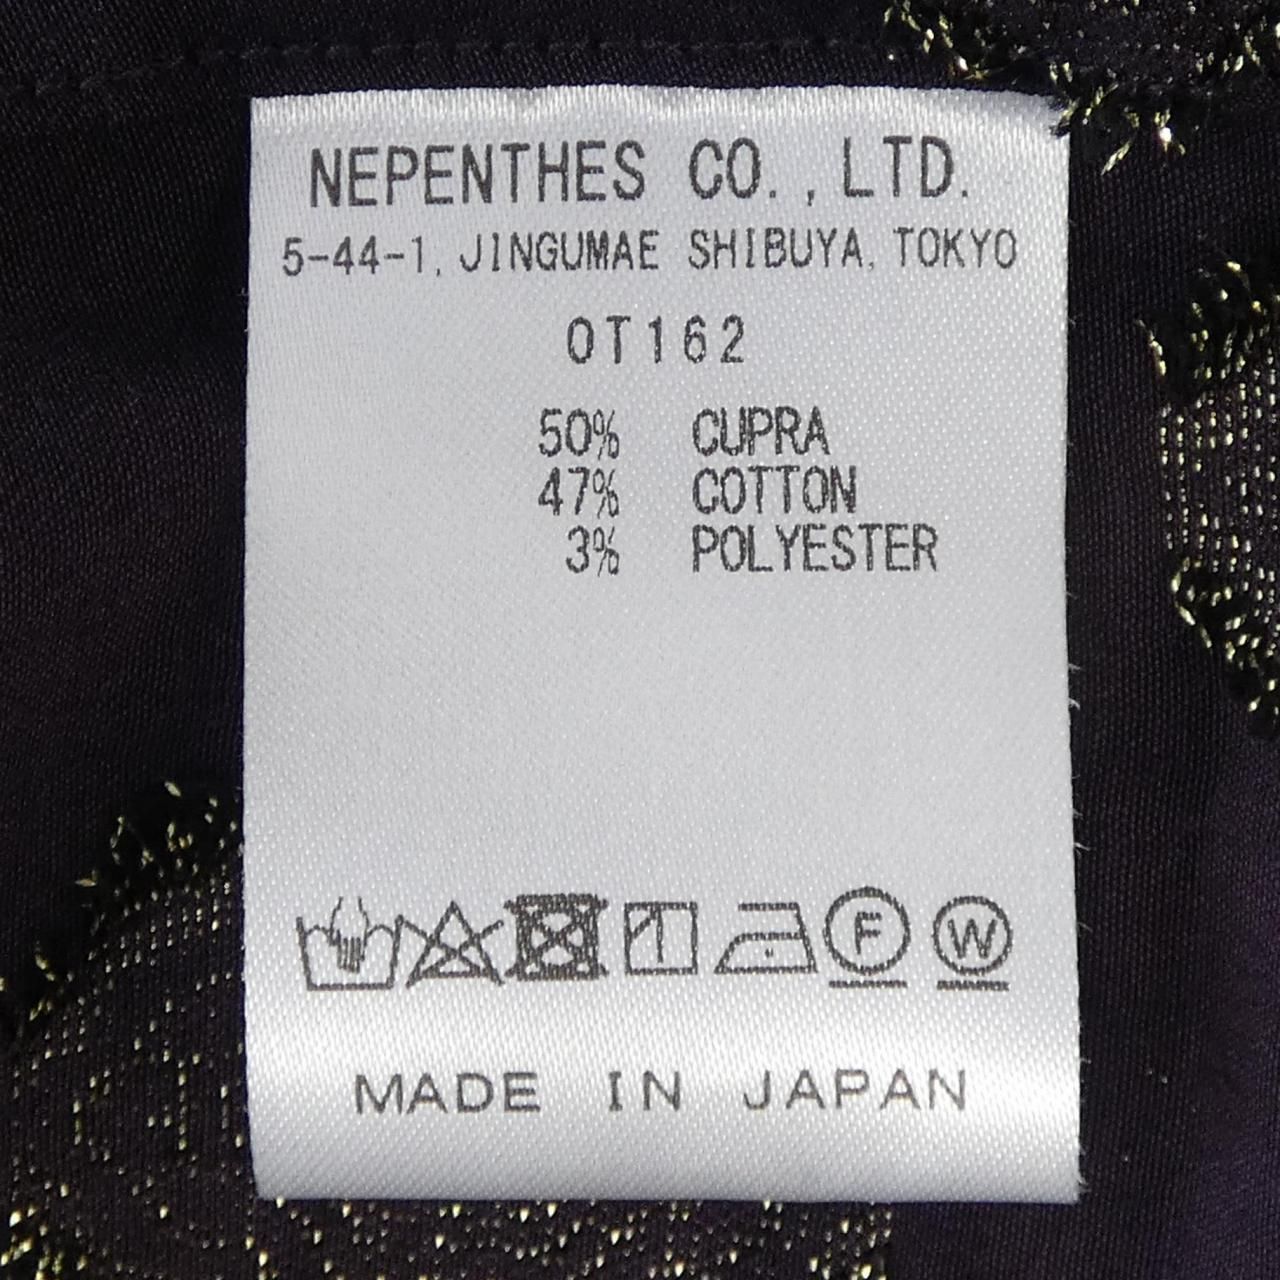 NEPENTHES CO., LTD.
5-44-1, JINGUMAE SHIBUYA, TOKYO
OT162
50% CUPRA
47% COTTON
3% POLYESTER
F W
MADE IN JAPAN